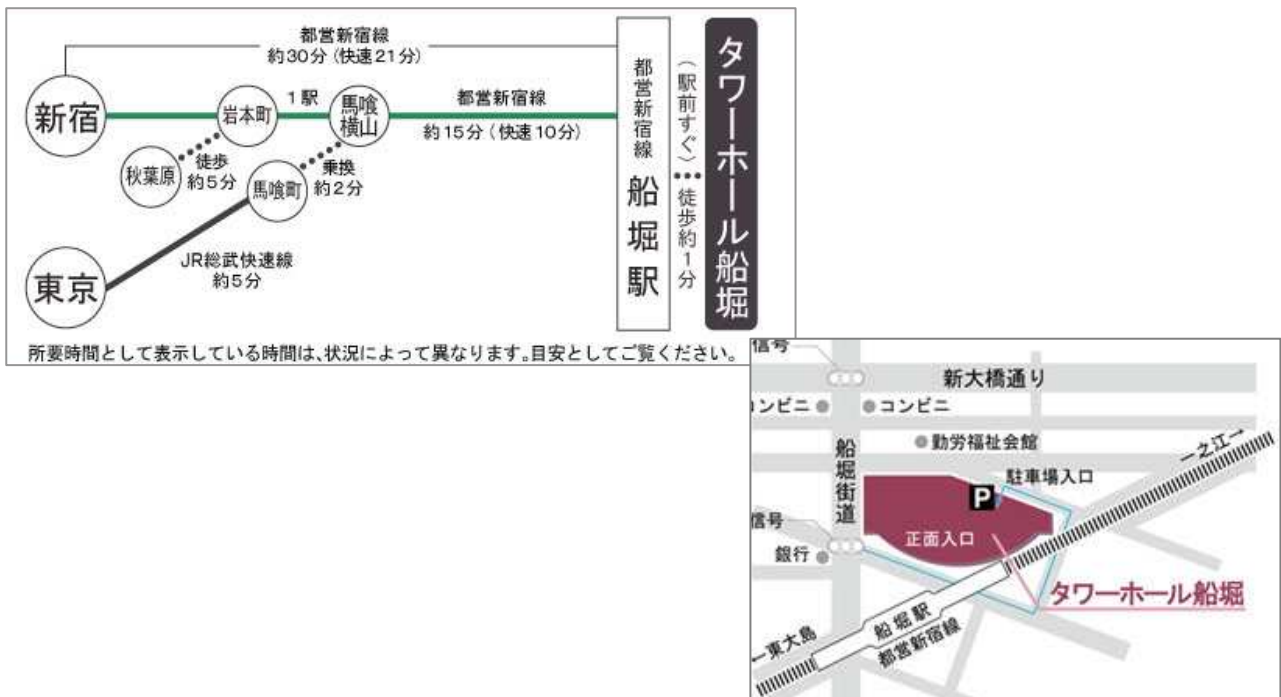 都営新宿線
約30分（快速21分）
新宿
岩本町
1駅
馬喰
横山
都営新宿線
約15分（快速10分）
秋葉原
徒歩
約5分
馬喰町
乗換
約2分
東京
JR総武快速線
約5分
都営新宿線 船堀駅
（駅前すぐ）徒歩約1分
タワーホール船堀
所要時間として表示している時間は､状況によって異なります｡目安としてご覧ください｡
信号
新大橋通り
コンビニ
コンビニ
勤労福祉会館
船堀街道
一之江→
駐車場入口
P
信号
正面入口
銀行
タワーホール船堀
船堀駅
都営新宿線
←東大島